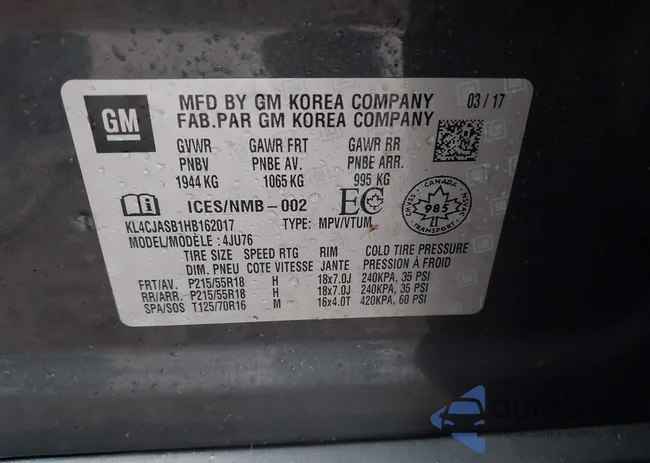 GM
MFD BY GM KOREA COMPANY 03 / 17
FAB.PAR GM KOREA COMPANY
GVWR GAWR FRT GAWR RR
PNBV PNBE AV. PNBE ARR.
1944 KG 1065 KG 995 KG
ICES/NMB-002 EC
CANADA
985
TRANSPORT
KL4CJASB1HB162017 TYPE: MPV/VTUM
MODEL/MODÈLE : 4JU76
TIRE SIZE SPEED RTG RIM COLD TIRE PRESSURE
DIM. PNEU COTE VITESSE JANTE PRESSION À FROID
FRT/AV. P215/55R18 H 18x7.0J 240KPA, 35 PSI
RR/ARR. P215/55R18 H 18x7.0J 240KPA, 35 PSI
SPA/SOS T125/70R16 M 16x4.0T 420KPA, 60 PSI